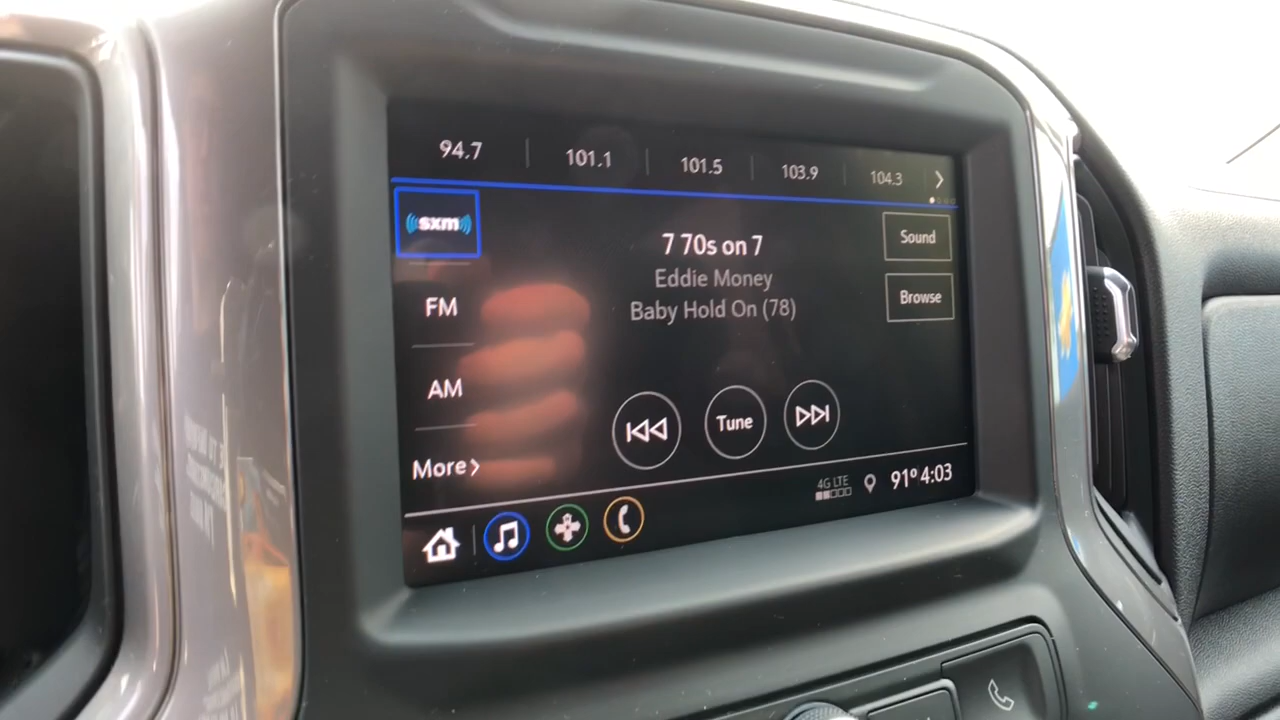 94.7
101.1
101.5
103.9
104.3
sxm
7 70s on 7
Sound
Eddie Money
FM
Browse
Baby Hold On (78)
AM
Tune
More
4G LTE
91° 4:03